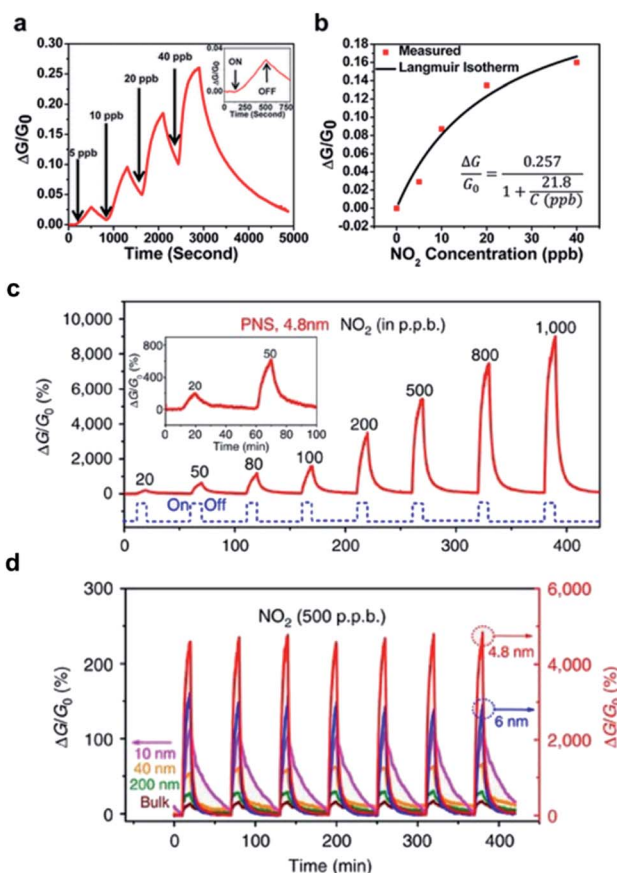 a
ΔG/G₀
0.30
0.25
0.20
0.15
0.10
0.05
0.00
5 ppb
10 ppb
20 ppb
40 ppb
0 1000 2000 3000 4000 5000
Time (Second)
ΔG/G₀
0.04
0.00
ON
OFF
0 250 500 750
Time (Second)
b
ΔG/G₀
0.18
0.16
0.14
0.12
0.10
0.08
0.06
0.04
0.02
0.00
-0.02
Measured
Langmuir Isotherm
ΔG/G₀ = 0.257/(1 + 21.8/C (ppb))
0 10 20 30 40
NO₂ Concentration (ppb)
c
ΔG/G₀ (%)
10,000
8,000
6,000
4,000
2,000
0
PNS, 4.8nm NO₂ (in p.p.b.)
ΔG/G₀ (%)
800
400
0
20
50
0 20 40 60 80 100
Time (min)
20 50 80 100 200 500 800 1,000
On Off
0 100 200 300 400
d
ΔG/G₀ (%)
300
250
200
150
100
50
0
NO₂ (500 p.p.b.)
10 nm
40 nm
200 nm
Bulk
4.8 nm
6 nm
6,000
4,000
2,000
0
ΔG/G₀ (%)
0 100 200 300 400
Time (min)